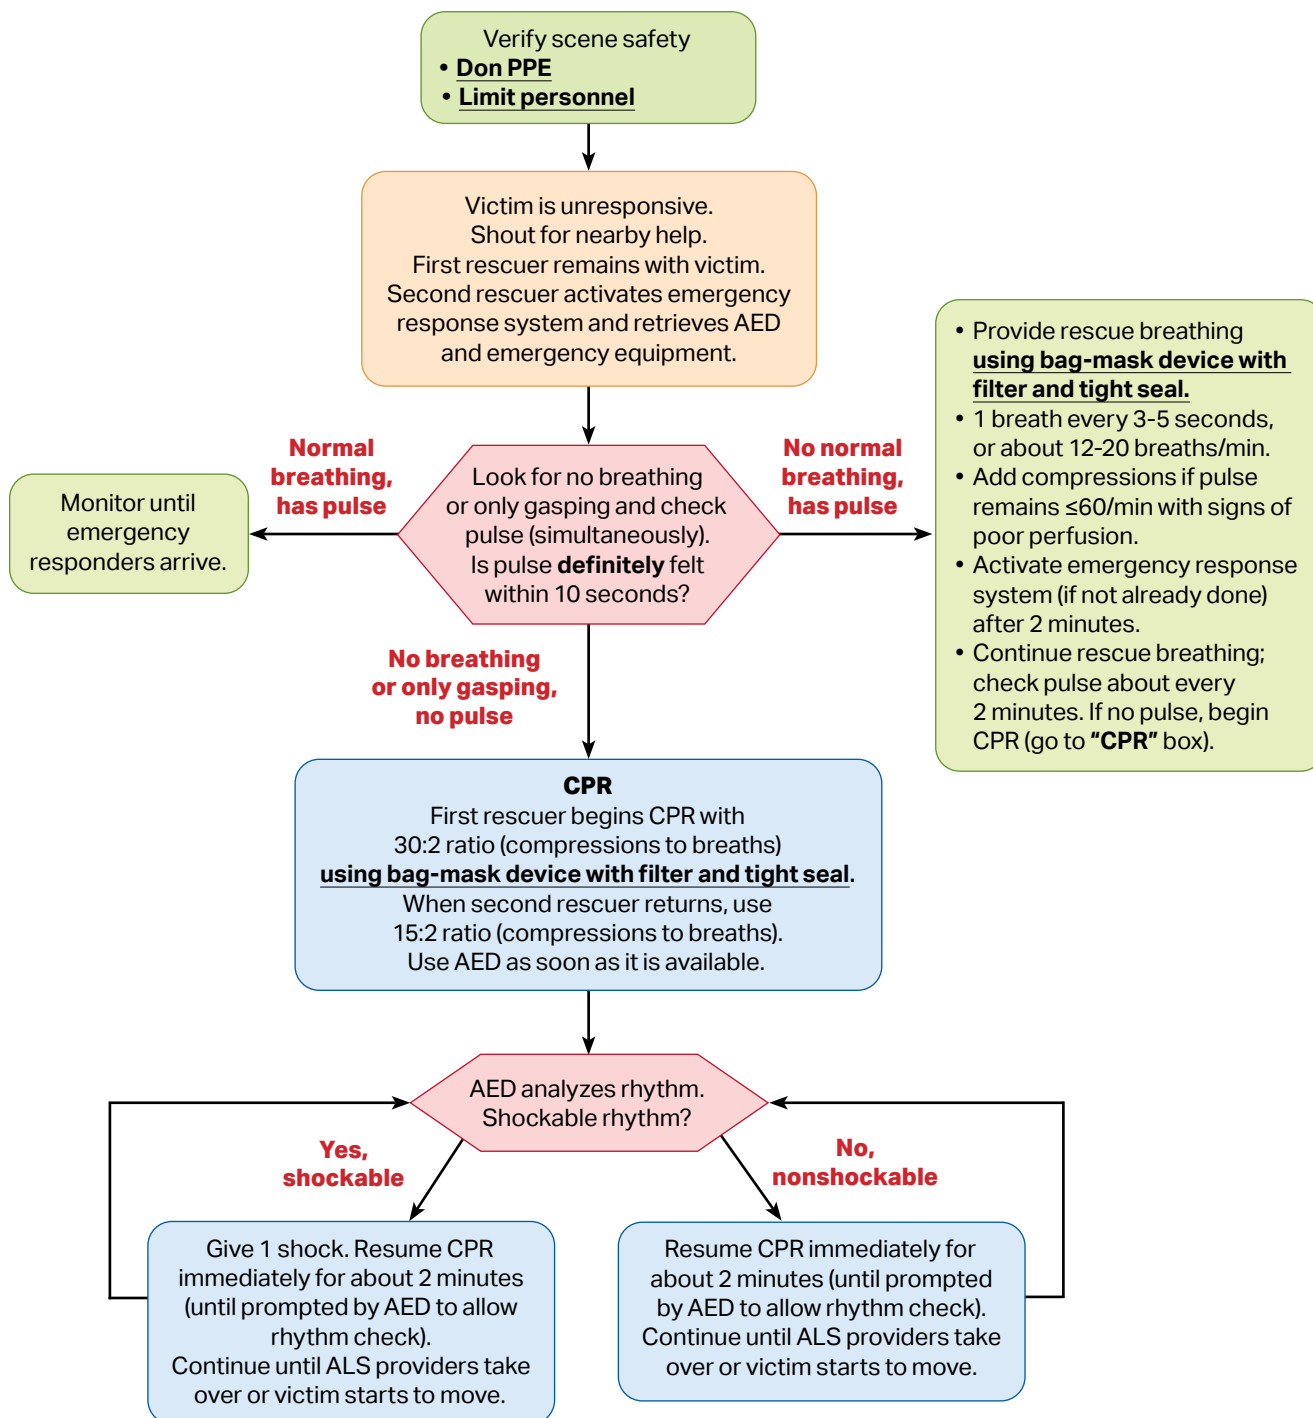 Verify scene safety
• Don PPE
• Limit personnel
Victim is unresponsive.
Shout for nearby help.
First rescuer remains with victim.
Second rescuer activates emergency
response system and retrieves AED
and emergency equipment.
Normal
breathing,
has pulse
Monitor until
emergency
responders arrive.
Look for no breathing
or only gasping and check
pulse (simultaneously).
Is pulse definitely felt
within 10 seconds?
No normal
breathing,
has pulse
• Provide rescue breathing
using bag-mask device with
filter and tight seal.
• 1 breath every 3-5 seconds,
or about 12-20 breaths/min.
• Add compressions if pulse
remains ≤60/min with signs of
poor perfusion.
• Activate emergency response
system (if not already done)
after 2 minutes.
• Continue rescue breathing;
check pulse about every
2 minutes. If no pulse, begin
CPR (go to "CPR" box).
No breathing
or only gasping,
no pulse
CPR
First rescuer begins CPR with
30:2 ratio (compressions to breaths)
using bag-mask device with filter and tight seal.
When second rescuer returns, use
15:2 ratio (compressions to breaths).
Use AED as soon as it is available.
AED analyzes rhythm.
Shockable rhythm?
Yes,
shockable
No,
nonshockable
Give 1 shock. Resume CPR
immediately for about 2 minutes
(until prompted by AED to allow
rhythm check).
Continue until ALS providers take
over or victim starts to move.
Resume CPR immediately for
about 2 minutes (until prompted
by AED to allow rhythm check).
Continue until ALS providers take
over or victim starts to move.